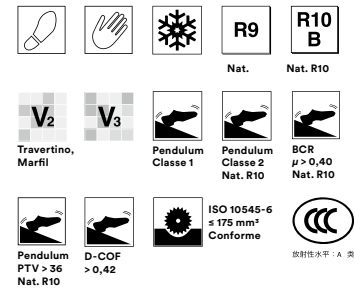 R9
R10
B
Nat.
Nat. R10
V2
V3
Travertino,
Marfil
Pendulum
Classe 1
Pendulum
Classe 2
Nat. R10
BCR
μ > 0,40
Nat. R10
Pendulum
PTV > 36
Nat. R10
D-COF
> 0,42
ISO 10545-6
≤ 175 mm³
Conforme
CCC
放射性水平：A 类